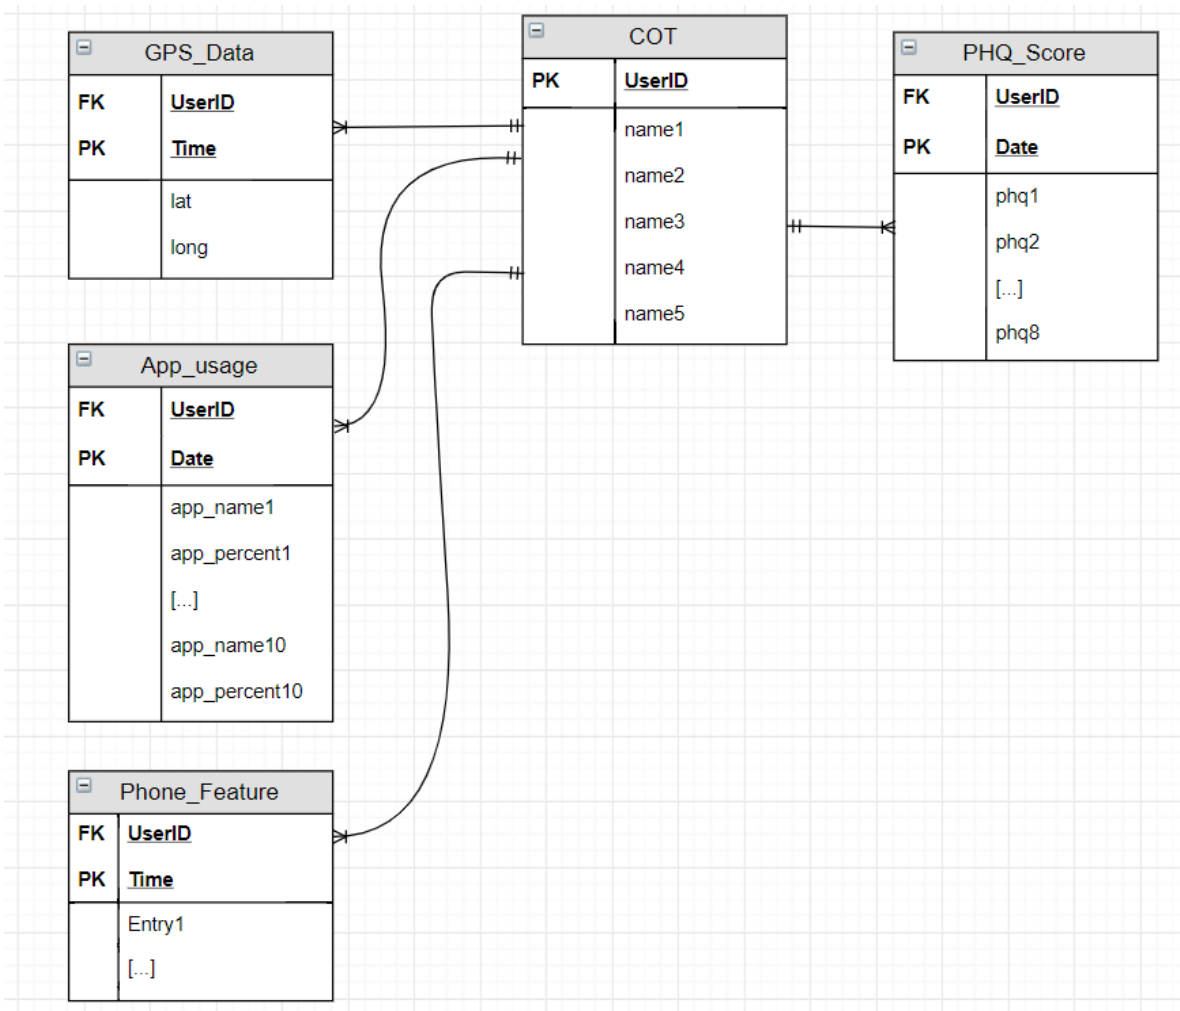 GPS_Data
FK UserID
PK Time
lat
long
COT
PK UserID
name1
name2
name3
name4
name5
PHQ_Score
FK UserID
PK Date
phq1
phq2
[...]
phq8
App_usage
FK UserID
PK Date
app_name1
app_percent1
[...]
app_name10
app_percent10
Phone_Feature
FK UserID
PK Time
Entry1
[...]